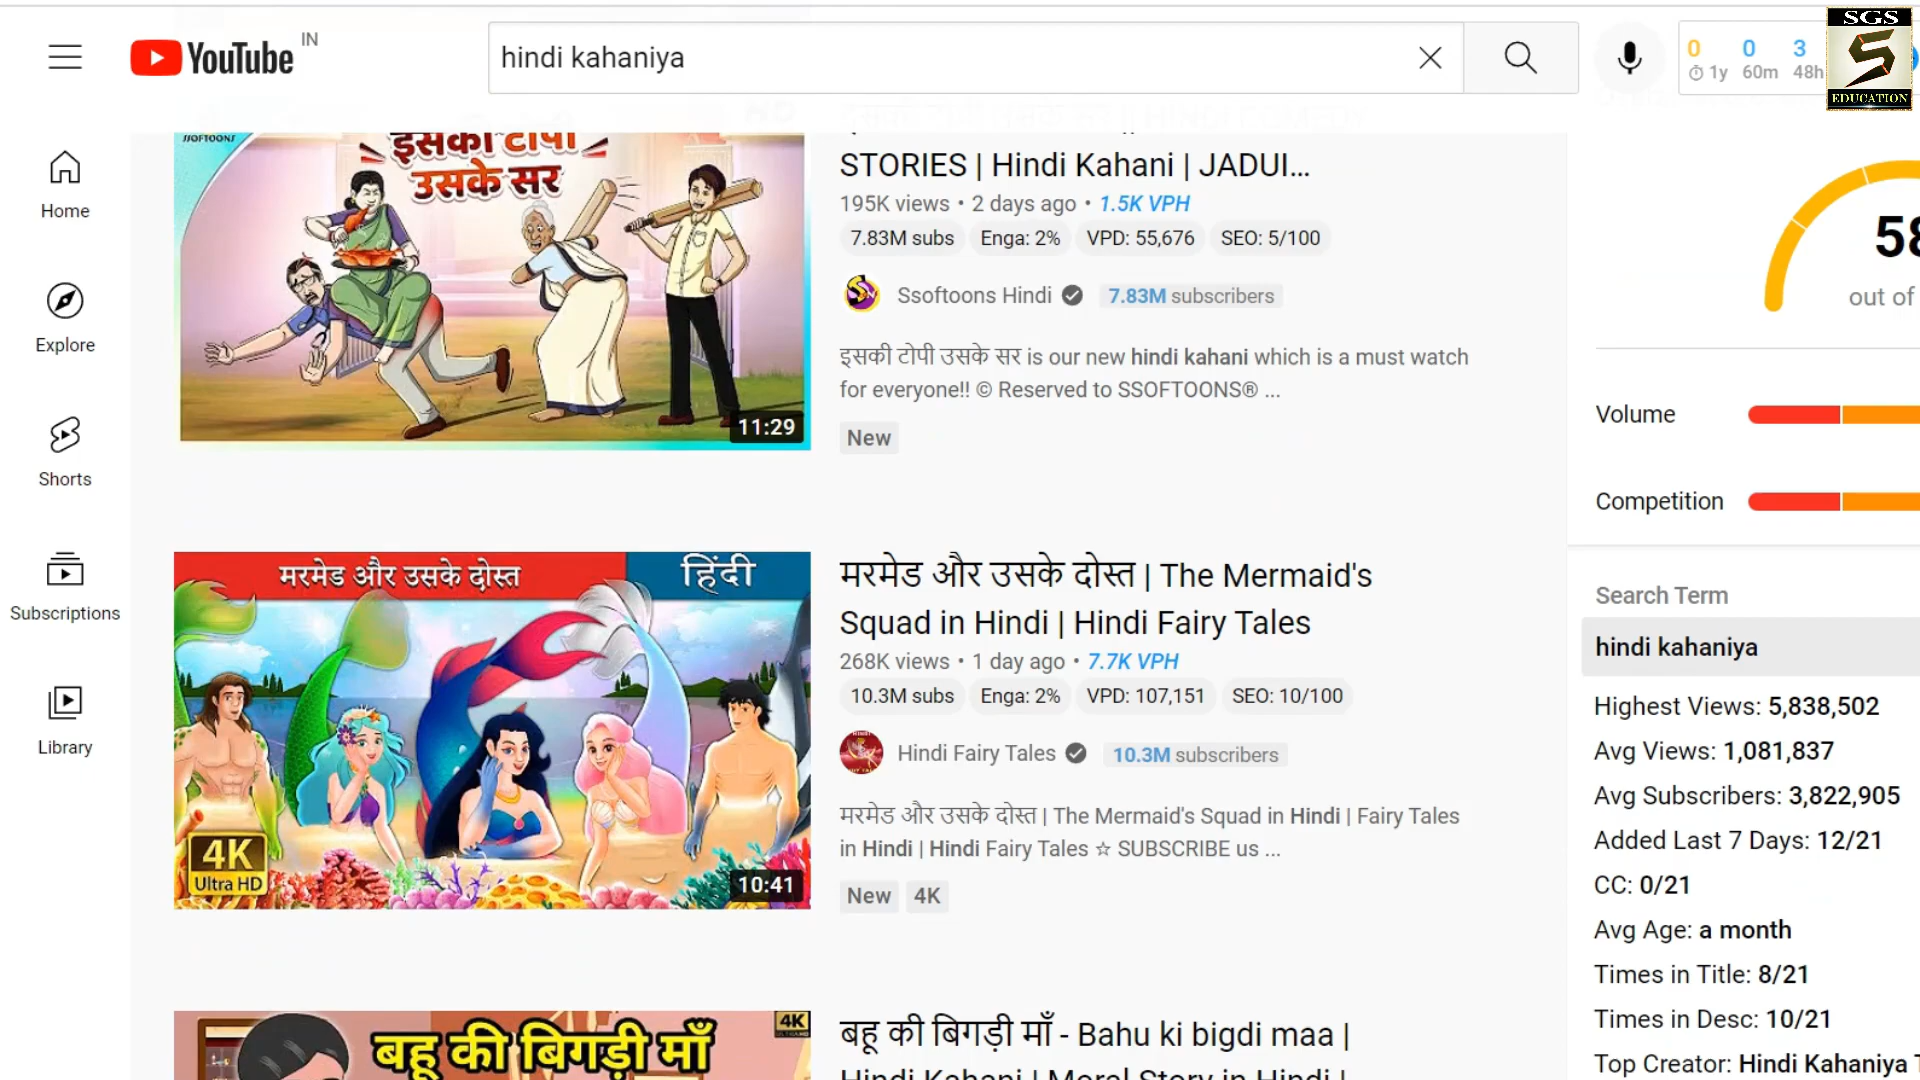 YouTube IN
hindi kahaniya
0 0 3
1y 60m 48h
SGS
EDUCATION
Home
Explore
Shorts
Subscriptions
Library
SSOFTOONS
इसकी टोपी
उसके सर
11:29
STORIES | Hindi Kahani | JADUI...
195K views • 2 days ago • 1.5K VPH
7.83M subs Enga: 2% VPD: 55,676 SEO: 5/100
Ssoftoons Hindi 7.83M subscribers
इसकी टोपी उसके सर is our new hindi kahani which is a must watch
for everyone!! © Reserved to SSOFTOONS® ...
New
मरमेड और उसके दोस्त हिंदी
4K
Ultra HD
10:41
मरमेड और उसके दोस्त | The Mermaid's
Squad in Hindi | Hindi Fairy Tales
268K views • 1 day ago • 7.7K VPH
10.3M subs Enga: 2% VPD: 107,151 SEO: 10/100
Hindi Fairy Tales 10.3M subscribers
मरमेड और उसके दोस्त | The Mermaid's Squad in Hindi | Fairy Tales
in Hindi | Hindi Fairy Tales ☆ SUBSCRIBE us ...
New 4K
बहू की बिगड़ी माँ
4K
बहू की बिगड़ी माँ - Bahu ki bigdi maa |
Hindi Kahani | Moral Story in Hindi |
58
out of
Volume
Competition
Search Term
hindi kahaniya
Highest Views: 5,838,502
Avg Views: 1,081,837
Avg Subscribers: 3,822,905
Added Last 7 Days: 12/21
CC: 0/21
Avg Age: a month
Times in Title: 8/21
Times in Desc: 10/21
Top Creator: Hindi Kahaniya